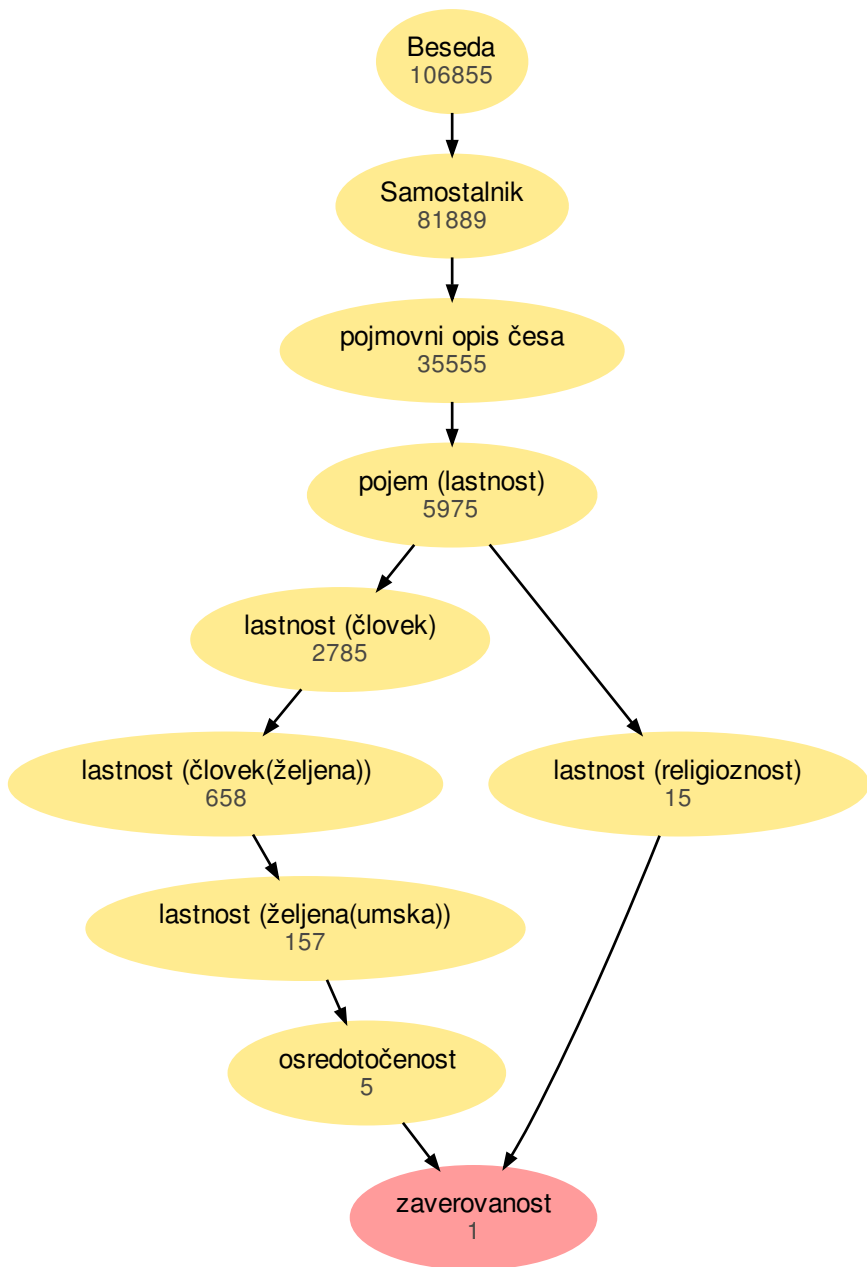 Beseda
106855
Samostalnik
81889
pojmovni opis česa
35555
pojem (lastnost)
5975
lastnost (človek)
2785
lastnost (človek(željena))
658
lastnost (religioznost)
15
lastnost (željena(umska))
157
osredotočenost
5
zaverovanost
1